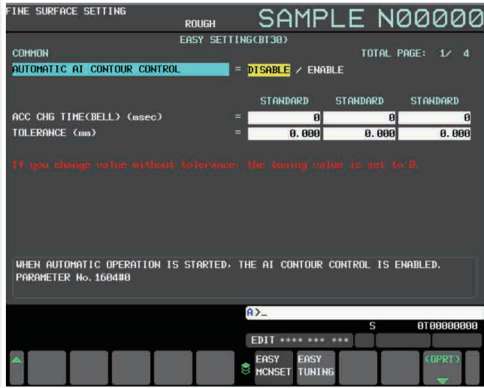 FINE SURFACE SETTING
ROUGH
SAMPLE N00000
EASY SETTING(BT30)
COMMON
TOTAL PAGE: 1/ 4
AUTOMATIC AI CONTOUR CONTROL = DISABLE / ENABLE
STANDARD STANDARD STANDARD
ACC CHG TIME(BELL) (msec) = 0 0 0
TOLERANCE (mm) = 0.000 0.000 0.000
If you change value without tolerance, the tuning value is set to 0.
WHEN AUTOMATIC OPERATION IS STARTED, THE AI CONTOUR CONTROL IS ENABLED.
PARAMETER No.1604#0
A>_
S 0T00000000
EDIT **** *** ***
EASY MCNSET
EASY TUNING
(OPRT)